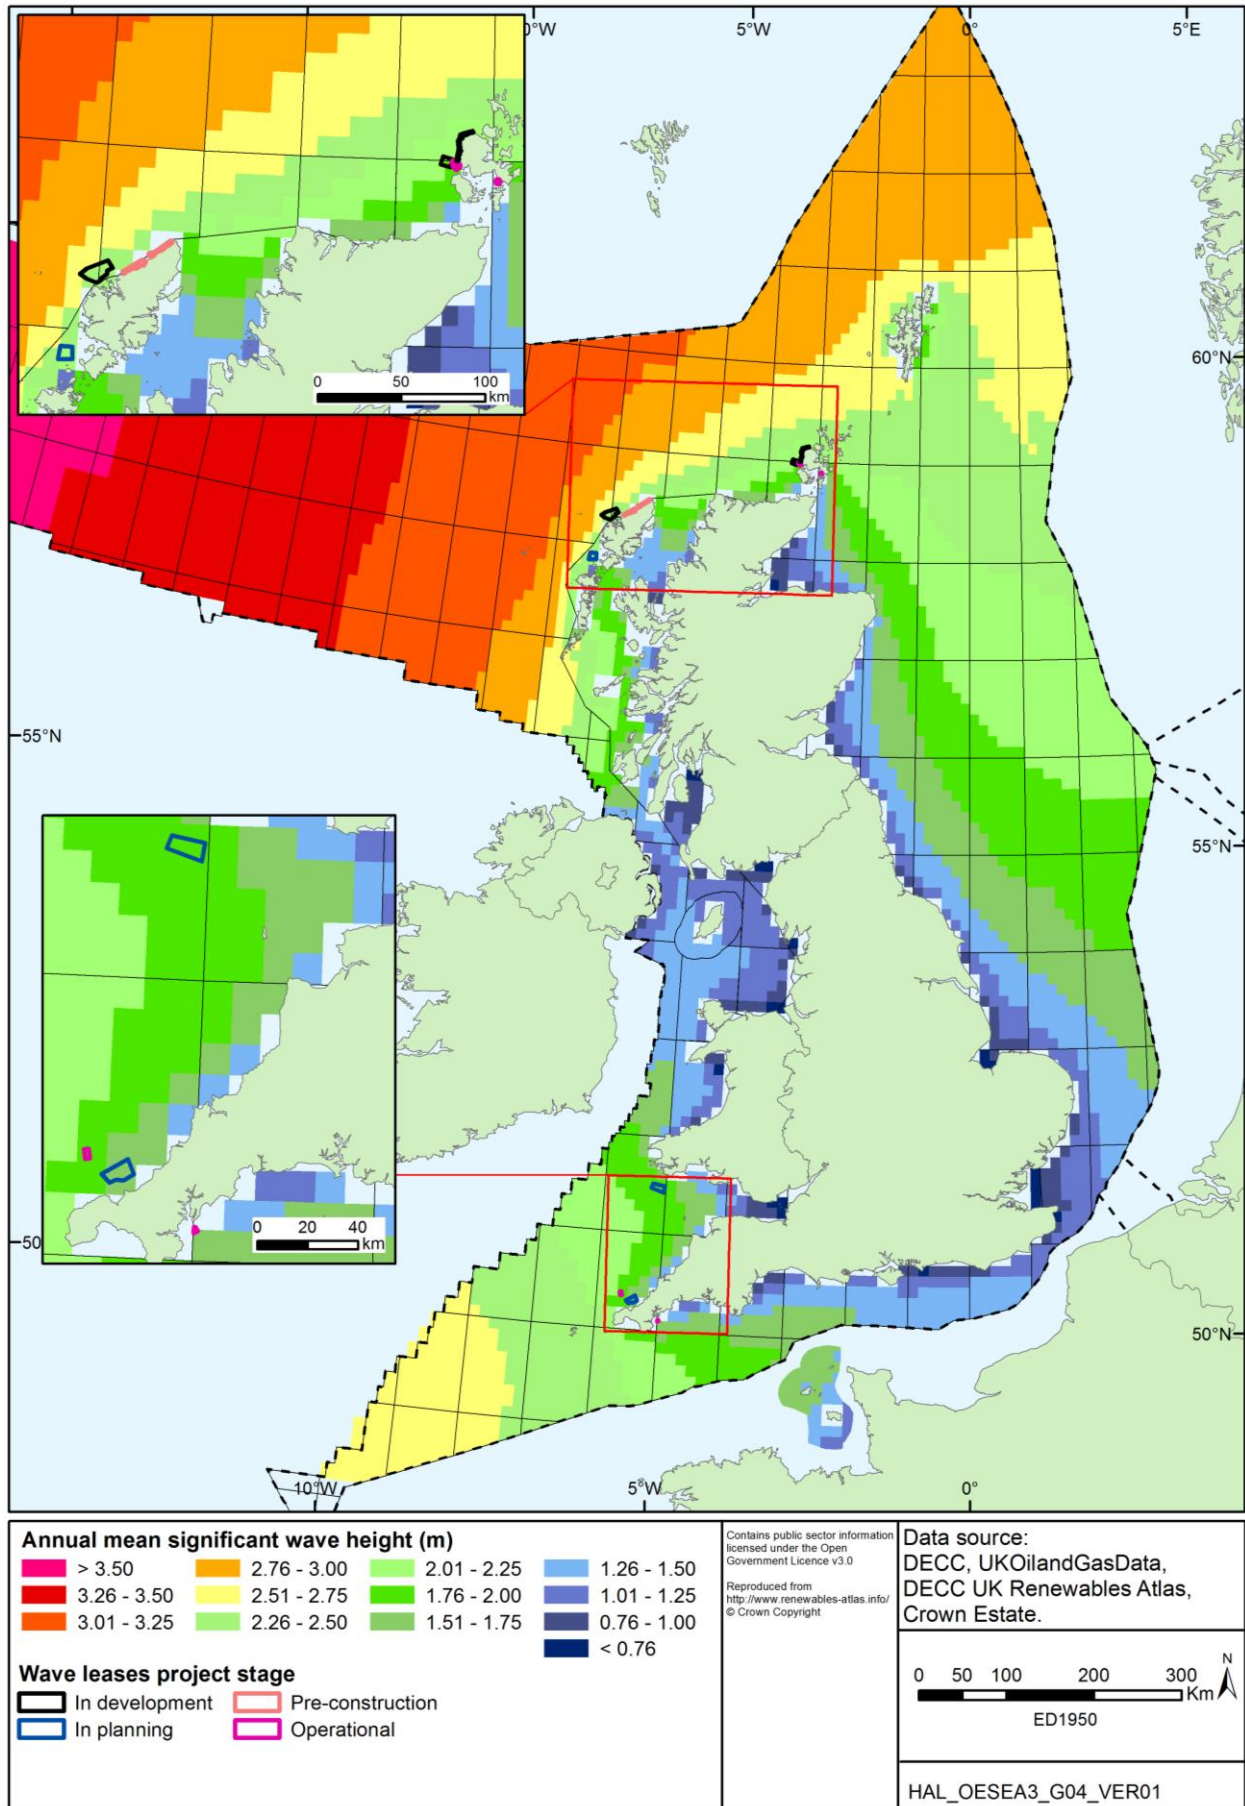 0°W
5°W
0°
5°E
0
50
100
km
60°N
55°N
55°N
50
0
20
40
km
50°N
10°W
5°W
0°
Annual mean significant wave height (m)
> 3.50
2.76 - 3.00
2.01 - 2.25
1.26 - 1.50
3.26 - 3.50
2.51 - 2.75
1.76 - 2.00
1.01 - 1.25
3.01 - 3.25
2.26 - 2.50
1.51 - 1.75
0.76 - 1.00
< 0.76
Wave leases project stage
In development
Pre-construction
In planning
Operational
Contains public sector information
licensed under the Open
Government Licence v3.0
Reproduced from
http://www.renewables-atlas.info/
© Crown Copyright
Data source:
DECC, UKOilandGasData,
DECC UK Renewables Atlas,
Crown Estate.
N
0
50
100
200
300
Km
ED1950
HAL_OESEA3_G04_VER01